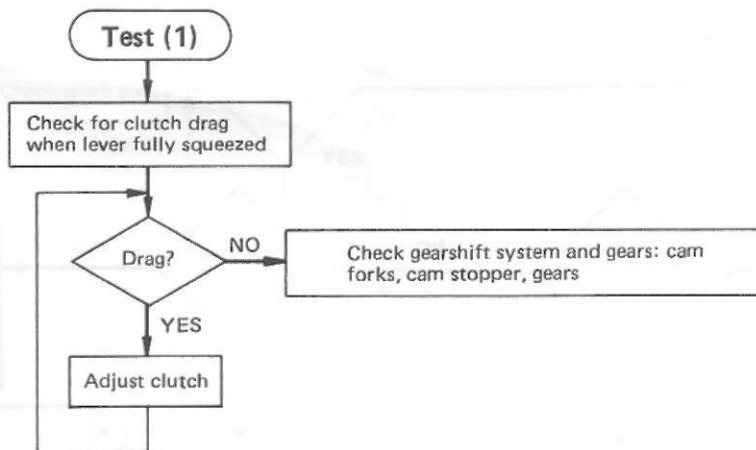 Test (1)
Check for clutch drag
when lever fully squeezed
Drag?
NO
Check gearshift system and gears: cam
forks, cam stopper, gears
YES
Adjust clutch